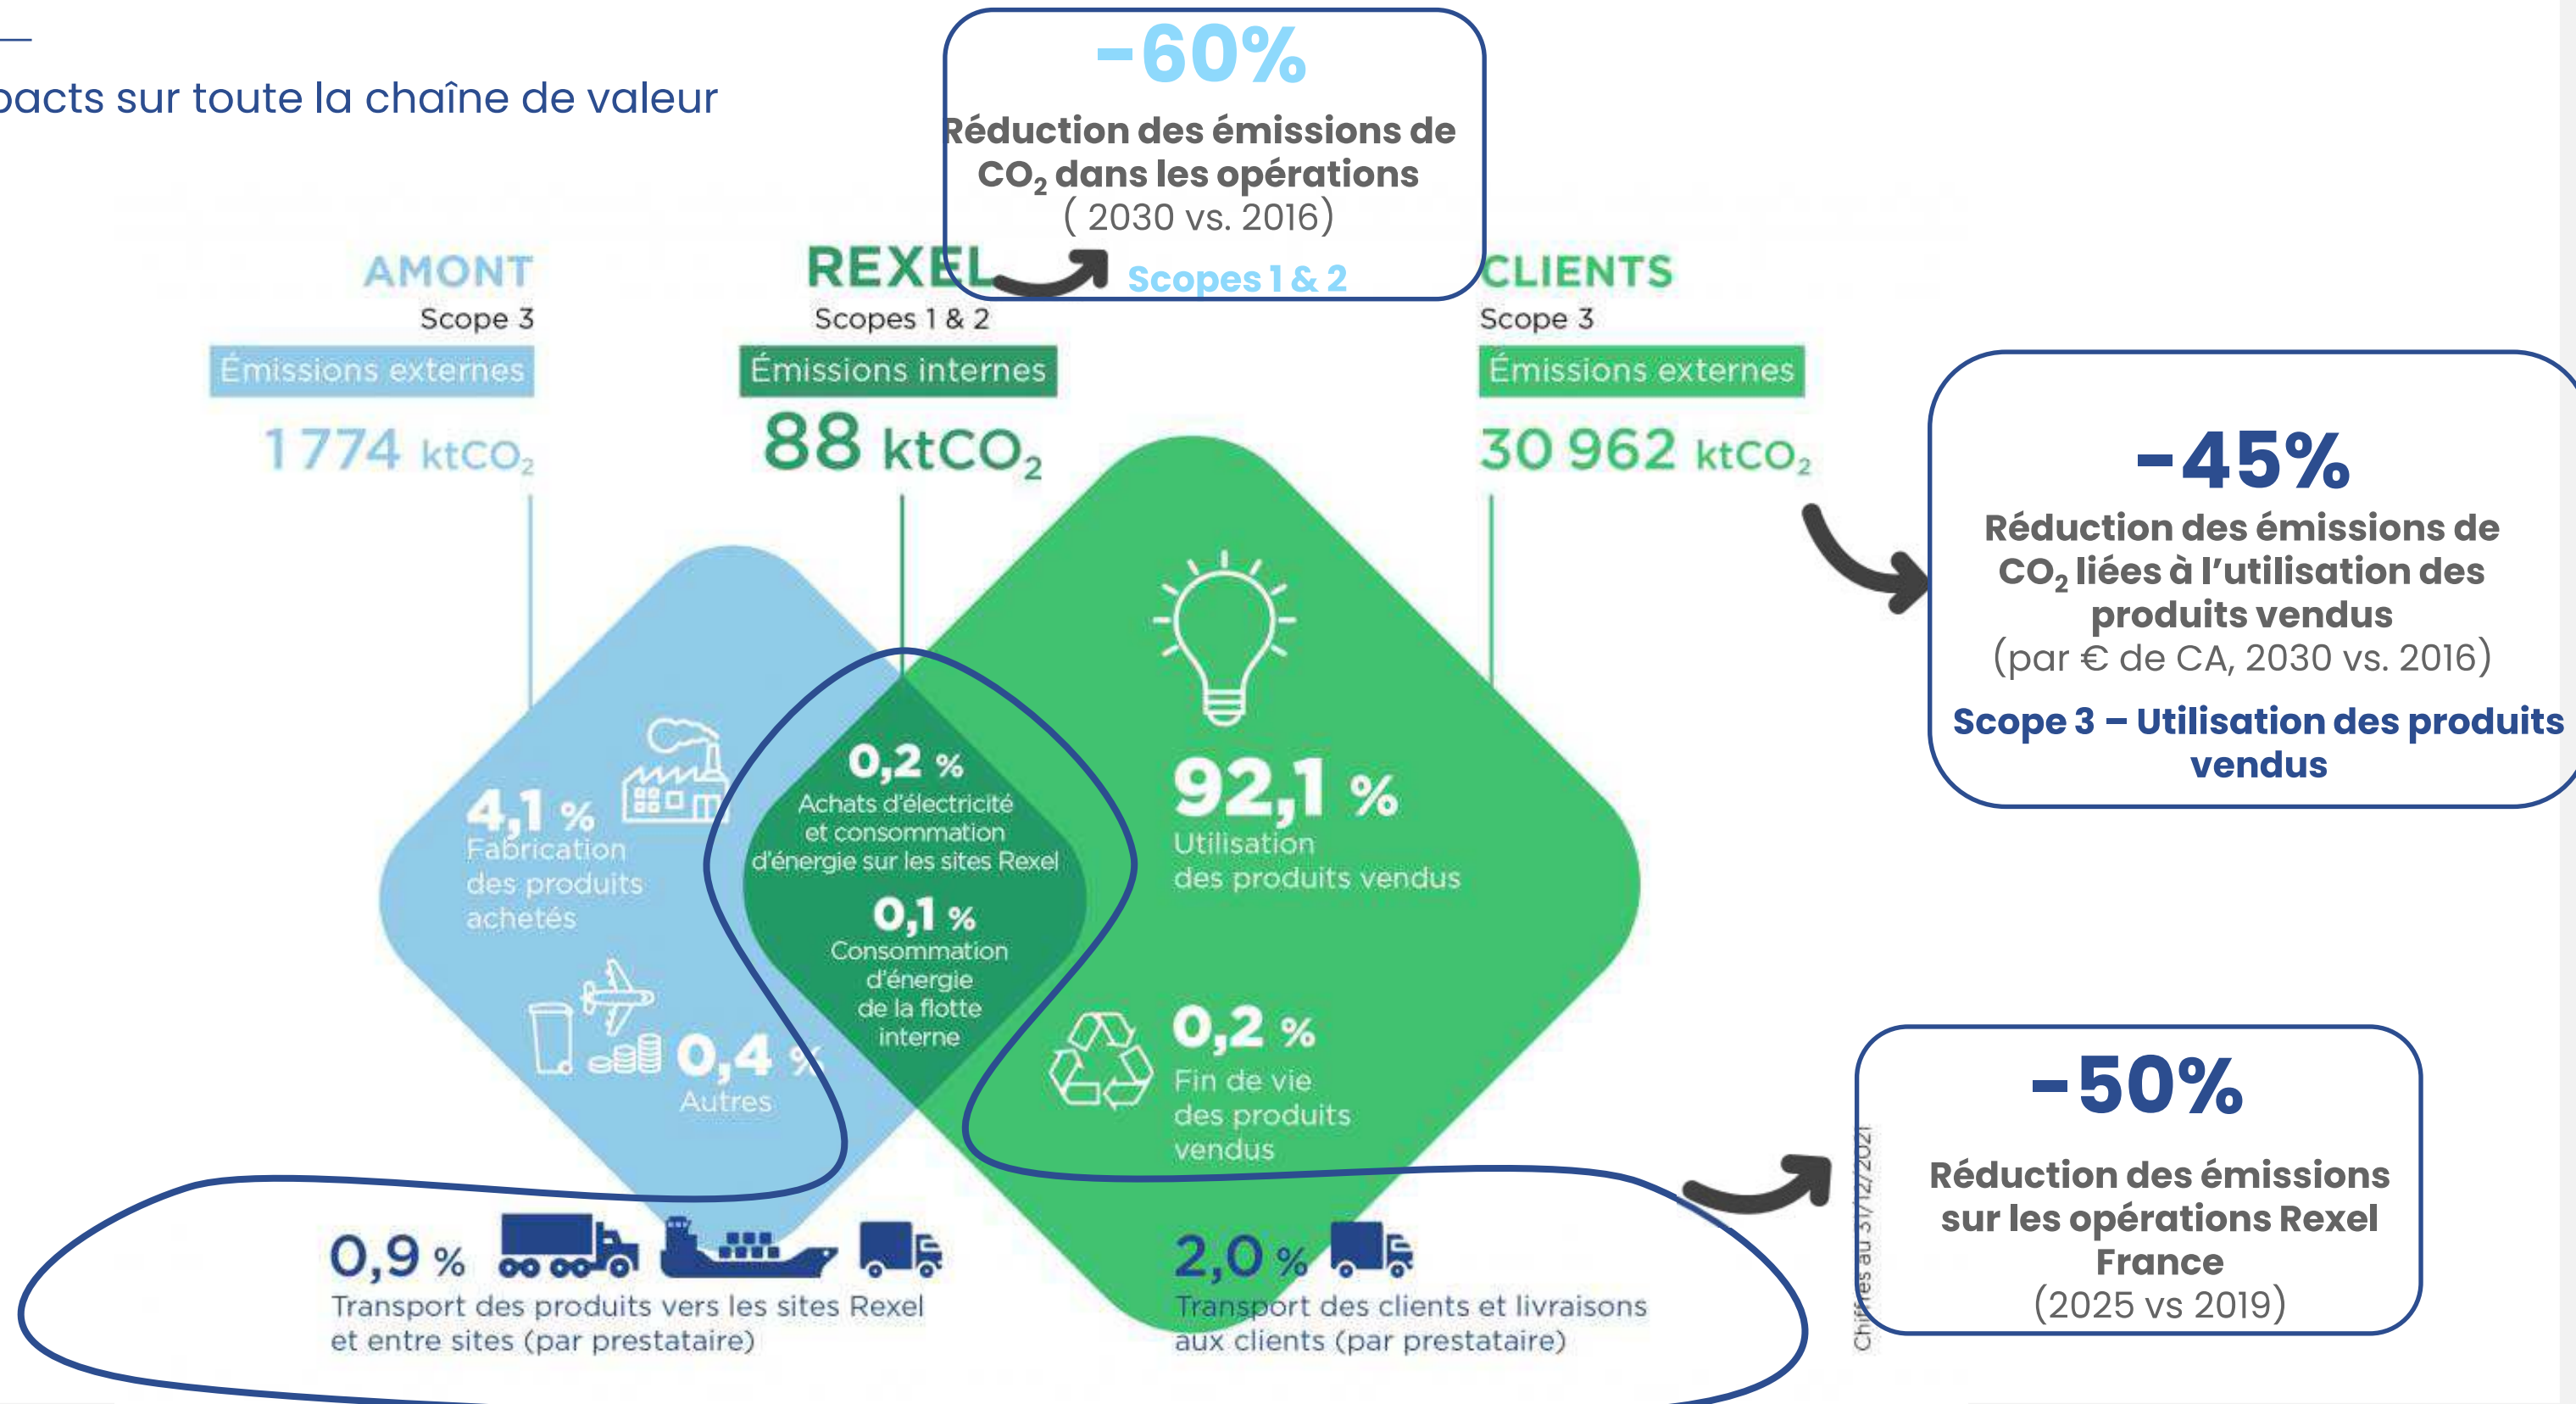 pacts sur toute la chaîne de valeur
-60%
Réduction des émissions de
CO₂ dans les opérations
( 2030 vs. 2016)
Scopes 1 & 2
AMONT
Scope 3
Émissions externes
1 774 ktCO₂
REXEL
Scopes 1 & 2
Émissions internes
88 ktCO₂
CLIENTS
Scope 3
Émissions externes
30 962 ktCO₂
-45%
Réduction des émissions de
CO₂ liées à l’utilisation des
produits vendus
(par € de CA, 2030 vs. 2016)
Scope 3 – Utilisation des produits
vendus
4,1 %
Fabrication
des produits
achetés
0,4 %
Autres
0,2 %
Achats d’électricité
et consommation
d’énergie sur les sites Rexel
0,1 %
Consommation
d’énergie
de la flotte
interne
92,1 %
Utilisation
des produits vendus
0,2 %
Fin de vie
des produits
vendus
0,9 %
Transport des produits vers les sites Rexel
et entre sites (par prestataire)
2,0 %
Transport des clients et livraisons
aux clients (par prestataire)
Chiffres au 31/12/2021
-50%
Réduction des émissions
sur les opérations Rexel
France
(2025 vs 2019)